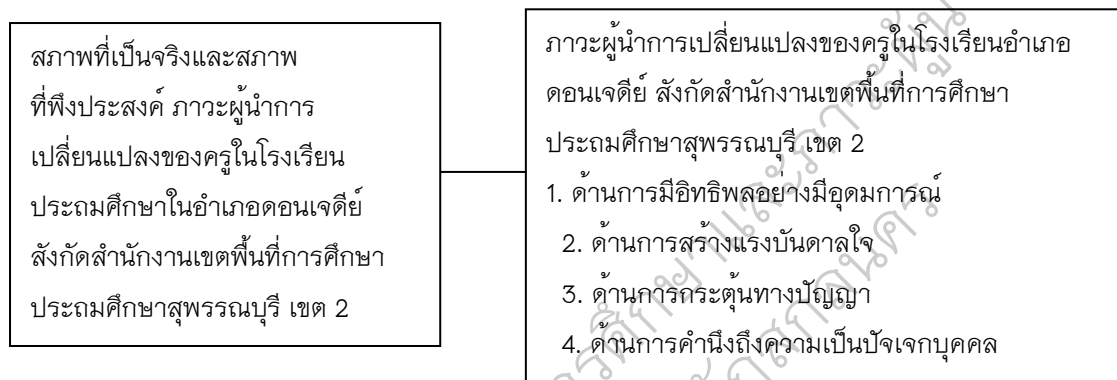 สภาพที่เป็นจริงและสภาพ
ที่พึงประสงค์ ภาวะผู้นำการ
เปลี่ยนแปลงของครูในโรงเรียน
ประถมศึกษาในอำเภอดอนเจดีย์
สังกัดสำนักงานเขตพื้นที่การศึกษา
ประถมศึกษาสุพรรณบุรี เขต 2
ภาวะผู้นำการเปลี่ยนแปลงของครูในโรงเรียนอำเภอ
ดอนเจดีย์ สังกัดสำนักงานเขตพื้นที่การศึกษา
ประถมศึกษาสุพรรณบุรี เขต 2
1. ด้านการมีอิทธิพลอย่างมีอุดมการณ์
2. ด้านการสร้างแรงบันดาลใจ
3. ด้านการกระตุ้นทางปัญญา
4. ด้านการคำนึงถึงความเป็นปัจเจกบุคคล